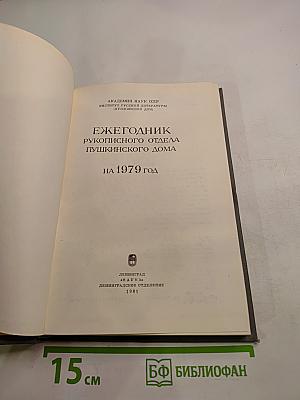 АКАДЕМИЯ НАУК СССР
ИНСТИТУТ РУССКОЙ ЛИТЕРАТУРЫ
(ПУШКИНСКИЙ ДОМ)
ЕЖЕГОДНИК
РУКОПИСНОГО ОТДЕЛА
ПУШКИНСКОГО ДОМА
НА 1979 ГОД
ЛЕНИНГРАД
«НАУКА»
ЛЕНИНГРАДСКОЕ ОТДЕЛЕНИЕ
1981
15 см
БФ БИБЛИОФАН